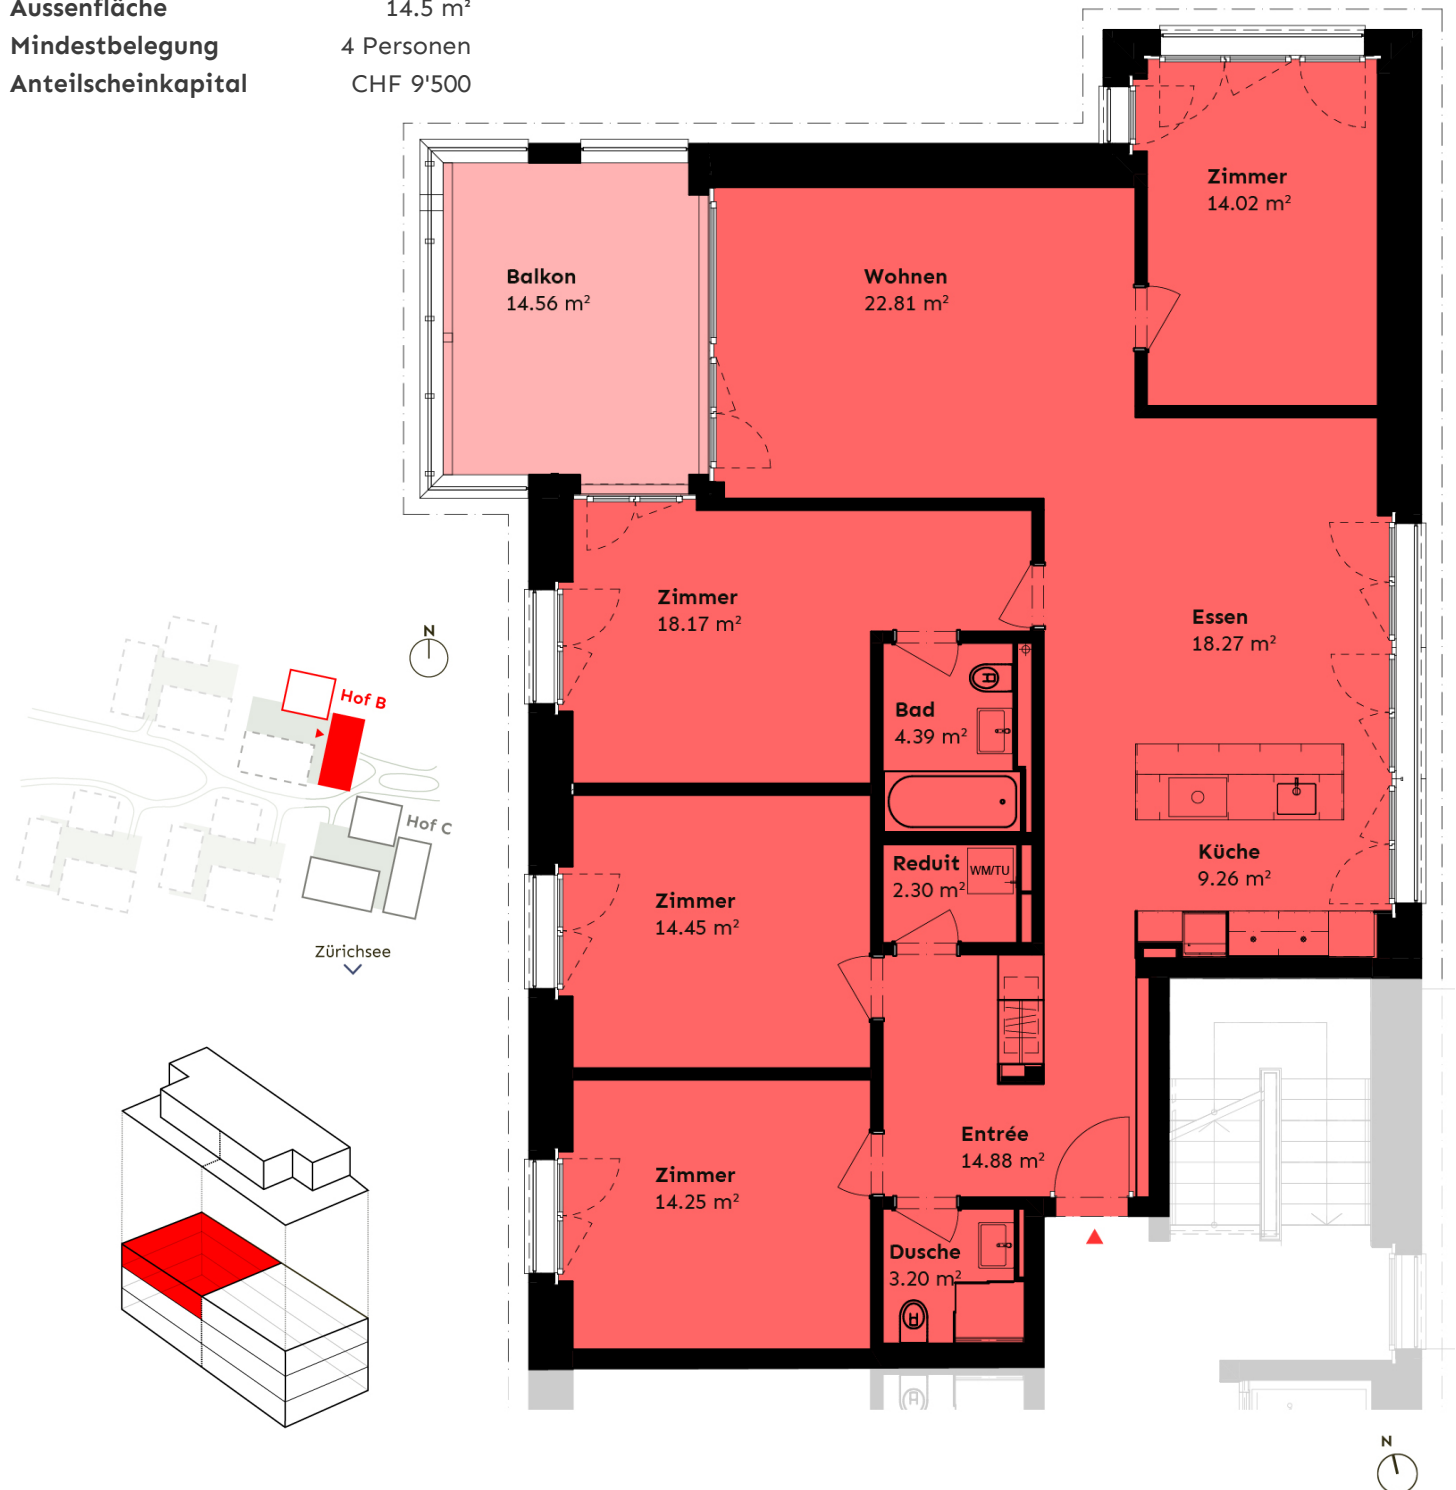 Aussenfläche 14.5 m²
Mindestbelegung 4 Personen
Anteilscheinkapital CHF 9'500
Zimmer
14.02 m²
Balkon
14.56 m²
Wohnen
22.81 m²
Zimmer
18.17 m²
Essen
18.27 m²
N
Hof B
Bad
4.39 m²
Hof C
Küche
9.26 m²
Reduit
2.30 m²
WM/TU
Zimmer
14.45 m²
Zürichsee
Entrée
14.88 m²
Zimmer
14.25 m²
Dusche
3.20 m²
N